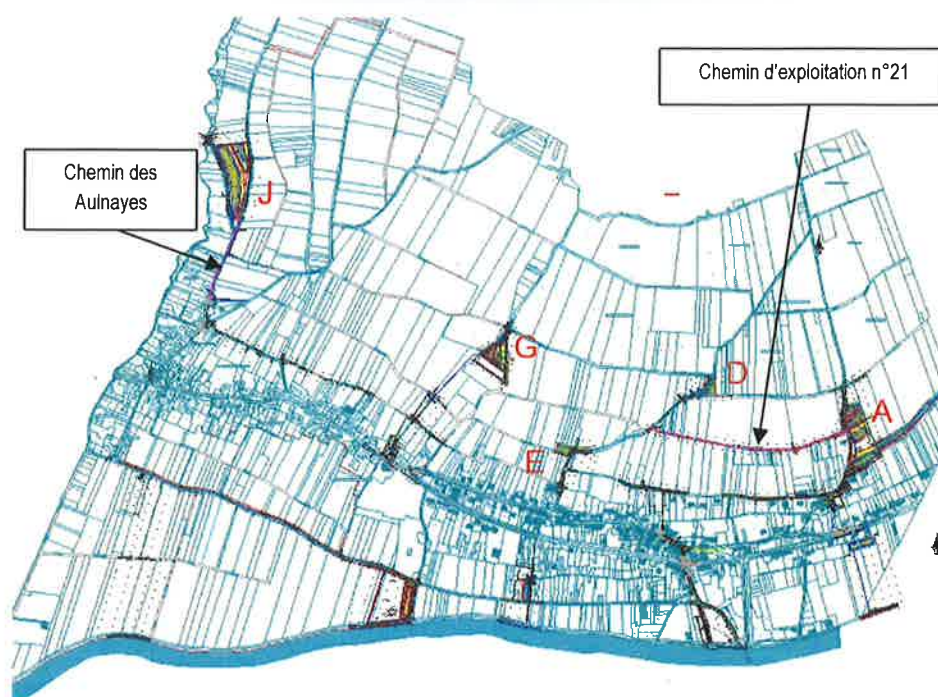 Chemin d'exploitation n°21
Chemin des
Aulnayes
J
G
D
A
E